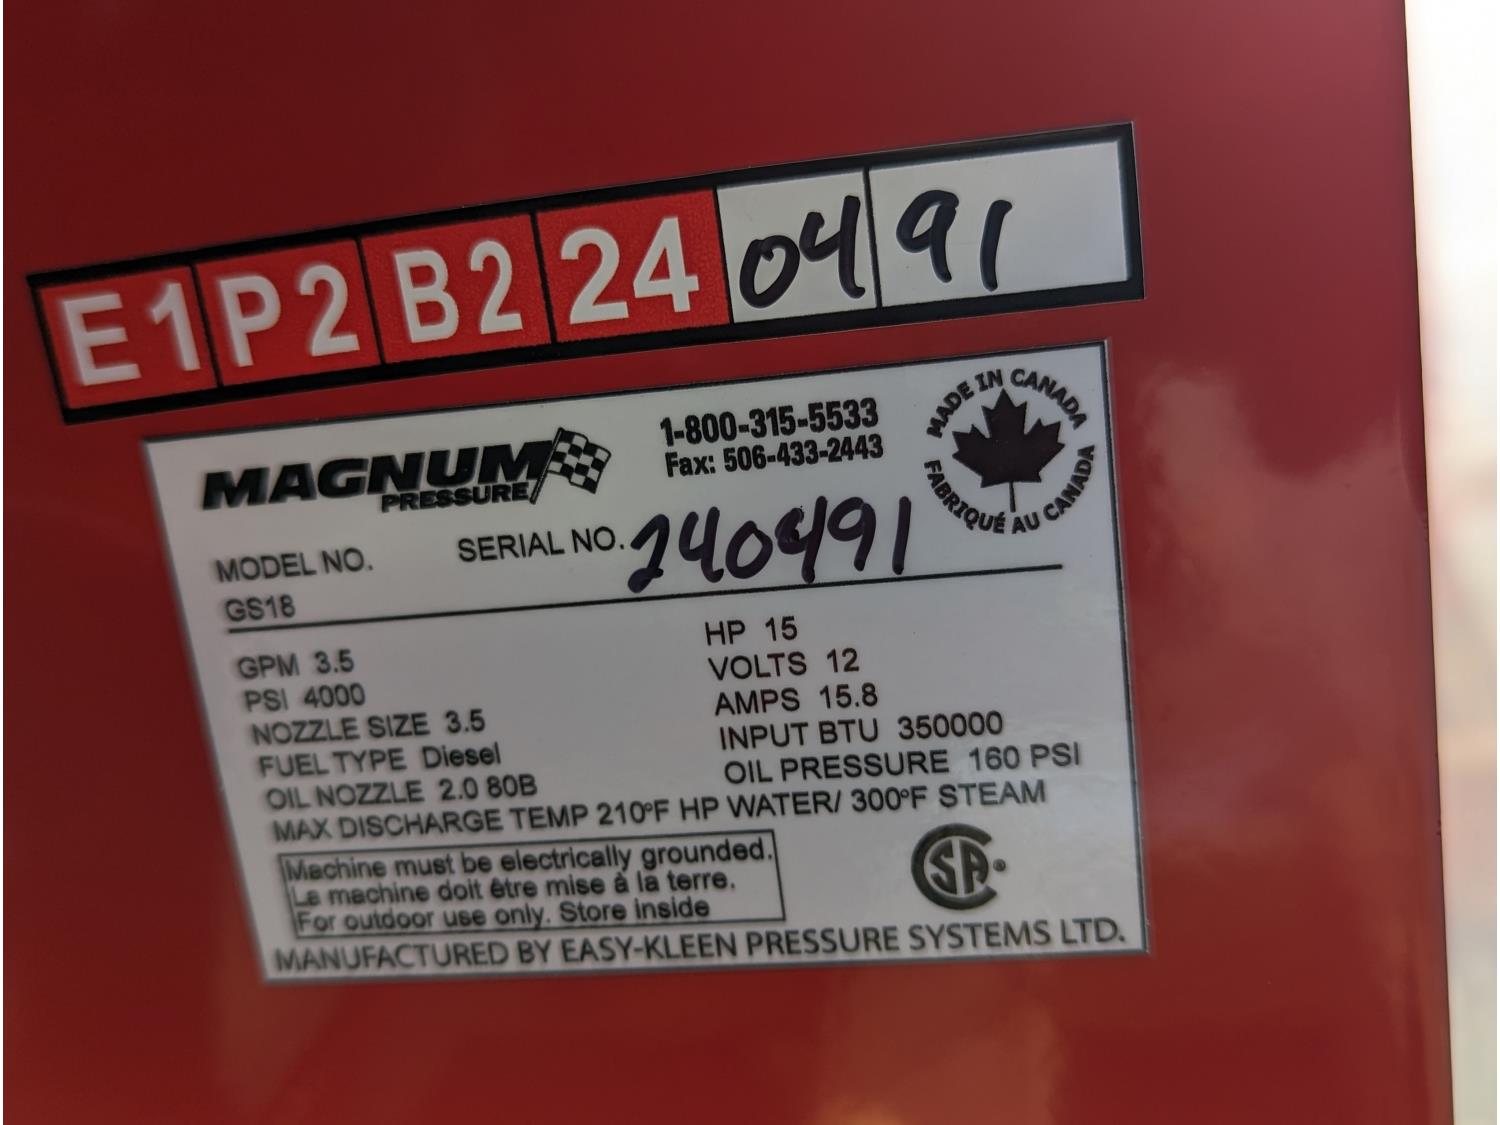 E1 P2 B2 24 04 91
MAGNUM
PRESSURE
1-800-315-5533
Fax: 506-433-2443
MADE IN CANADA
FABRIQUÉ AU CANADA
MODEL NO.
GS18
SERIAL NO. 240491
GPM 3.5
PSI 4000
NOZZLE SIZE 3.5
FUEL TYPE Diesel
OIL NOZZLE 2.0 80B
HP 15
VOLTS 12
AMPS 15.8
INPUT BTU 350000
OIL PRESSURE 160 PSI
MAX DISCHARGE TEMP 210°F HP WATER/ 300°F STEAM
Machine must be electrically grounded.
La machine doit être mise à la terre.
For outdoor use only. Store inside
CSA®
MANUFACTURED BY EASY-KLEEN PRESSURE SYSTEMS LTD.